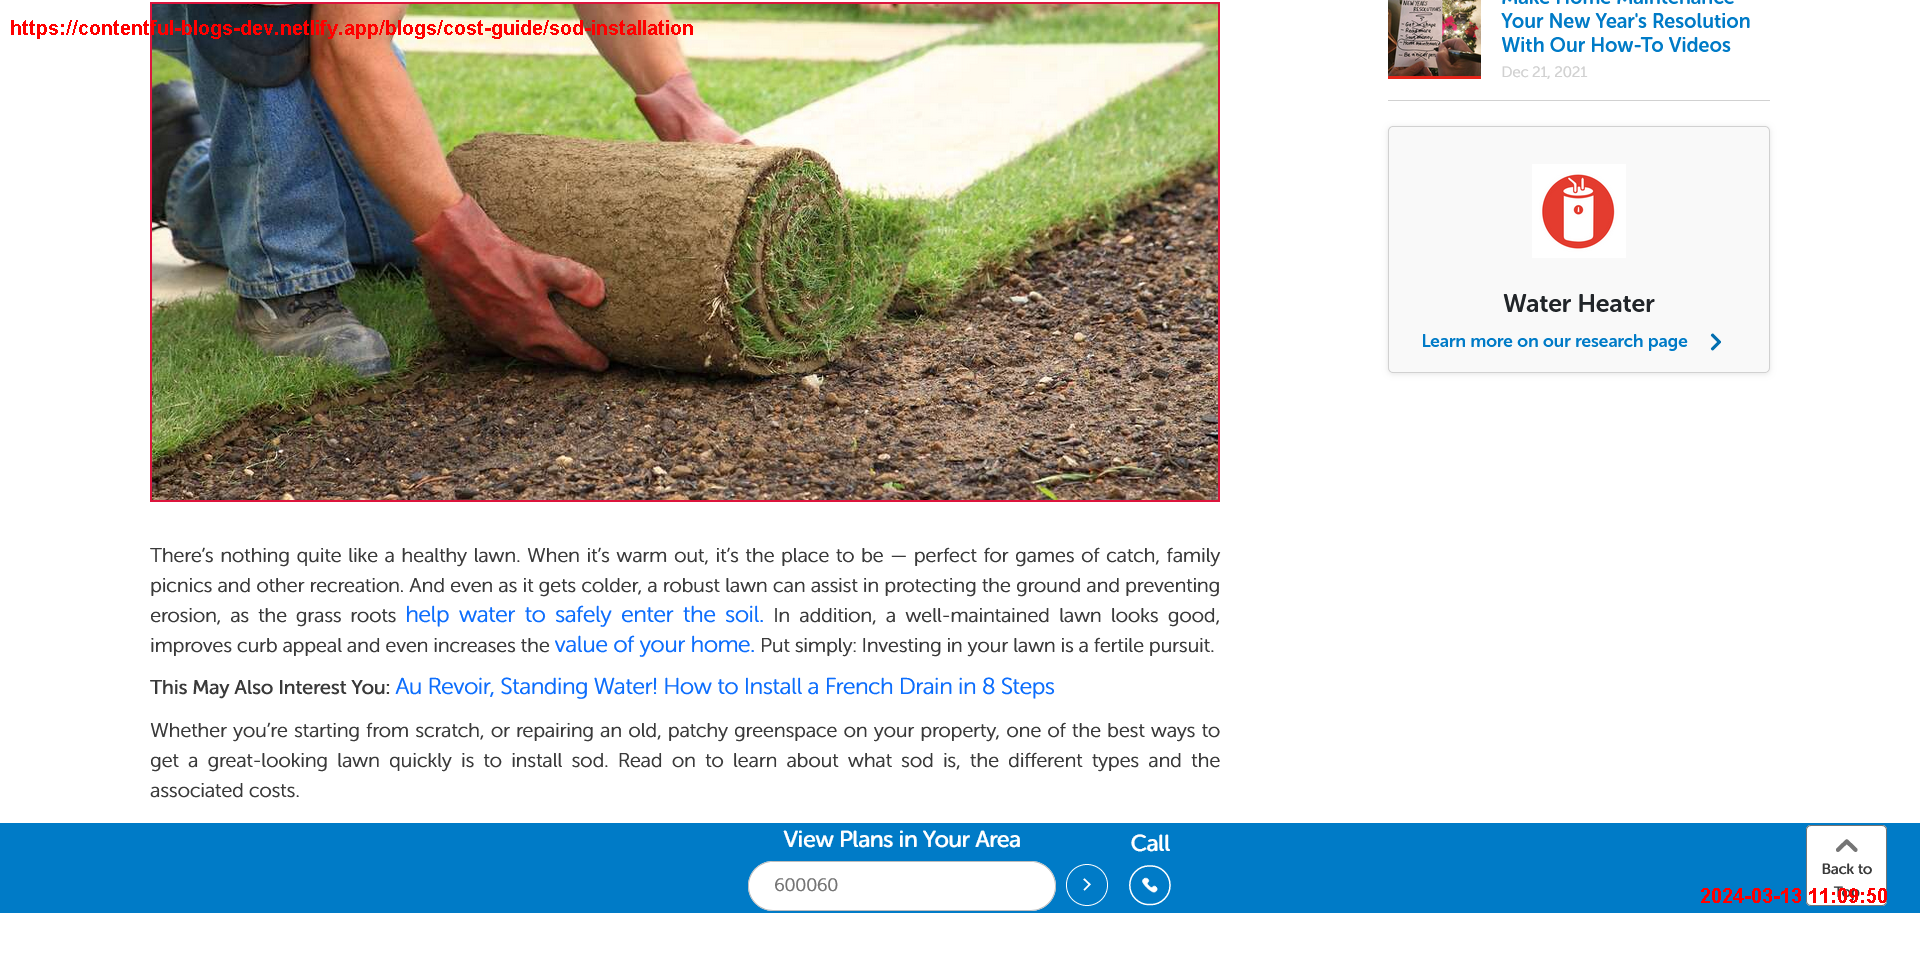 https://contentful-blogs-dev.netlify.app/blogs/cost-guide/sod-installation
Make Home Maintenance
Your New Year's Resolution
With Our How-To Videos
Dec 21, 2021
Water Heater
Learn more on our research page
There’s nothing quite like a healthy lawn. When it’s warm out, it’s the place to be — perfect for games of catch, family
picnics and other recreation. And even as it gets colder, a robust lawn can assist in protecting the ground and preventing
erosion, as the grass roots help water to safely enter the soil. In addition, a well-maintained lawn looks good,
improves curb appeal and even increases the value of your home. Put simply: Investing in your lawn is a fertile pursuit.
This May Also Interest You: Au Revoir, Standing Water! How to Install a French Drain in 8 Steps
Whether you’re starting from scratch, or repairing an old, patchy greenspace on your property, one of the best ways to
get a great-looking lawn quickly is to install sod. Read on to learn about what sod is, the different types and the
associated costs.
View Plans in Your Area
600060
Call
Back to
Top
2024-03-13 11:09:50